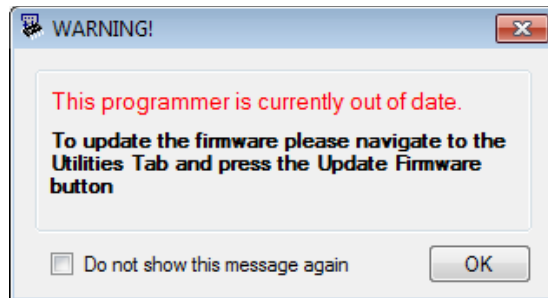 WARNING!
This programmer is currently out of date.
To update the firmware please navigate to the
Utilities Tab and press the Update Firmware
button
Do not show this message again
OK